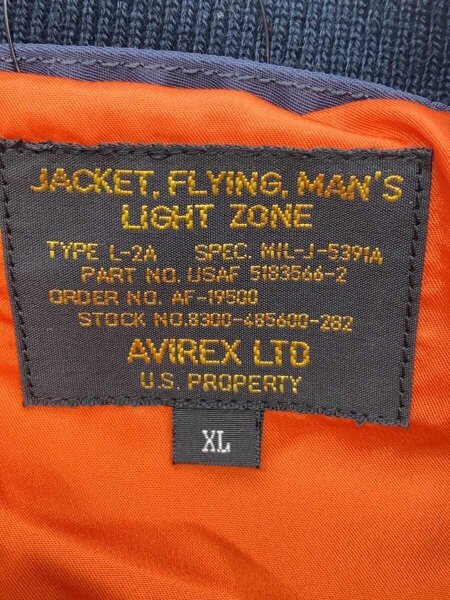 JACKET, FLYING, MAN'S
LIGHT ZONE
TYPE L-2A SPEC. MIL-J-5391A
PART NO. USAF 5183566-2
ORDER NO. AF-19500
STOCK NO.8300-485600-282
AVIREX LTD
U.S. PROPERTY
XL